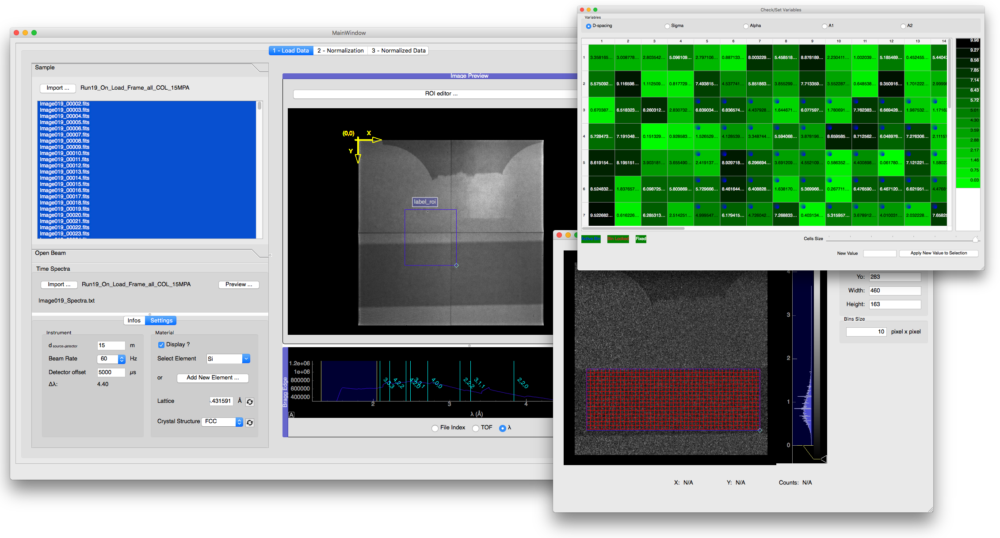 MainWindow
1 - Load Data
2 - Normalization
3 - Normalized Data
Sample
Import ...
Run19_On_Load_Frame_all_COL_15MPA
Image019_00002.fits
Image019_00003.fits
Image019_00004.fits
Image019_00005.fits
Image019_00006.fits
Image019_00007.fits
Image019_00008.fits
Image019_00009.fits
Image019_00010.fits
Image019_00011.fits
Image019_00012.fits
Image019_00013.fits
Image019_00014.fits
Image019_00015.fits
Image019_00016.fits
Image019_00017.fits
Image019_00018.fits
Image019_00019.fits
Image019_00020.fits
Image019_00021.fits
Image019_00022.fits
Image019_00023.fits
Open Beam
Time Spectra
Import ...
Run19_On_Load_Frame_all_COL_15MPA
Preview ...
Image019_Spectra.txt
Infos
Settings
Instrument
d source-detector 15 m
Beam Rate 60 Hz
Detector offset 5000 µs
Δλ: 4.40
Material
Display ?
Select Element Si
or Add New Element ...
Lattice .431591 Å
Crystal Structure FCC
Image Preview
ROI editor ...
(0,0) X
Y
label_roi
Bragg Edge
1.2e+06
1e+06
800000
600000
400000
3,3,3
4,2,2
4,2,0
3,3,1
4,0,0
2,2,2
3,1,1
2,2,0
2 3 4
λ (Å)
A
File Index
TOF
λ
Check/Set Variables
Variables
D-spacing
Sigma
Alpha
A1
A2
1 2 3 4 5 6 7 8 9 10 11 12 13 14
1 3.358165... 3.008778... 2.803542... 5.096109... 2.797106... 0.887133... 8.003229... 5.458518... 8.878189... 2.230411... 1.002039... 5.185469... 0.452455... 5.44047
2 5.575092... 9.116598... 1.112509... 0.817729... 7.493815... 4.537741... 5.851863... 3.855299... 7.713359... 3.552287... 0.648538... 9.350916... 1.701222... 2.99998
3 0.670387... 6.518323... 8.260312... 2.830732... 6.839034... 6.836574... 4.437928... 1.644671... 6.077597... 1.780691... 7.762383... 6.669428... 1.987532... 1.17162
4 5.728473... 7.191048... 0.151329... 0.928583... 1.526529... 4.128539... 3.348744... 5.594068... 3.878196... 8.659585... 8.712562... 6.048976... 7.276306... 2.11157
5 8.619154... 8.195151... 3.903181... 3.655490... 2.419137... 8.929718... 6.296694... 3.691209... 4.552109... 0.586352... 4.400898... 0.061780... 7.121221... 1.58027
6 8.524832... 1.837657... 6.098725... 5.803869... 5.729666... 8.461644... 6.408828... 1.638170... 5.369966... 0.267711... 6.476590... 6.467120... 6.621951... 4.47681
7 9.522682... 0.616226... 6.285313... 2.514251... 4.999547... 6.179415... 4.726042... 7.268833... 0.403134... 5.315957... 3.678912... 4.010031... 2.032228... 7.65825
9.98
9.27
8.56
7.85
7.14
6.43
5.72
5.01
4.30
3.59
2.88
2.17
1.46
0.75
0.03
Active Bin
Bin Locked
Fixed
Cells Size
New Value
Apply New Value to Selection
4
3
2
1
0
Yo: 283
Width: 460
Height: 163
Bins Size
10 pixel x pixel
X: N/A
Y: N/A
Counts: N/A